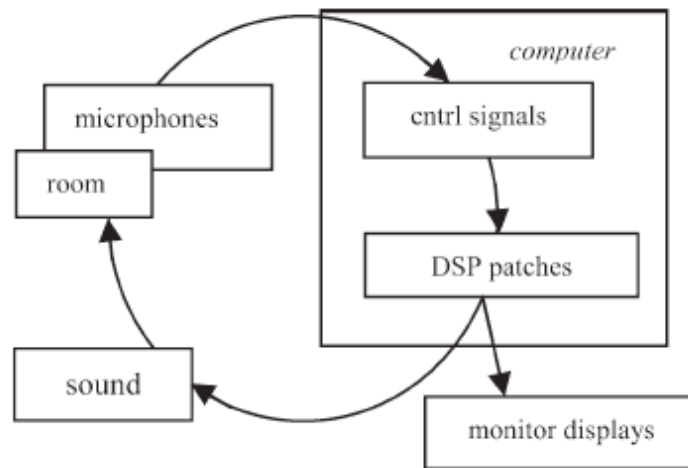 computer
microphones
cntrl signals
room
DSP patches
sound
monitor displays